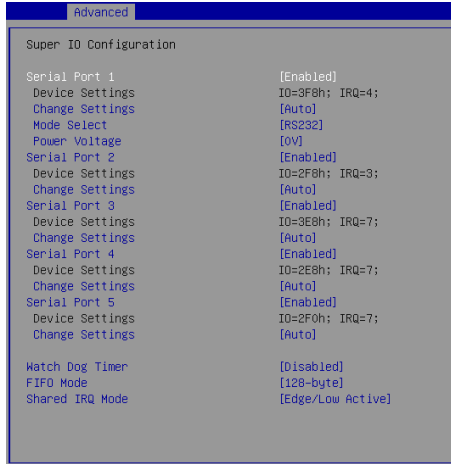 Advanced
Super IO Configuration
Serial Port 1 [Enabled]
Device Settings IO=3F8h; IRQ=4;
Change Settings [Auto]
Mode Select [RS232]
Power Voltage [0V]
Serial Port 2 [Enabled]
Device Settings IO=2F8h; IRQ=3;
Change Settings [Auto]
Serial Port 3 [Enabled]
Device Settings IO=3E8h; IRQ=7;
Change Settings [Auto]
Serial Port 4 [Enabled]
Device Settings IO=2E8h; IRQ=7;
Change Settings [Auto]
Serial Port 5 [Enabled]
Device Settings IO=2F0h; IRQ=7;
Change Settings [Auto]
Watch Dog Timer [Disabled]
FIFO Mode [128-byte]
Shared IRQ Mode [Edge/Low Active]